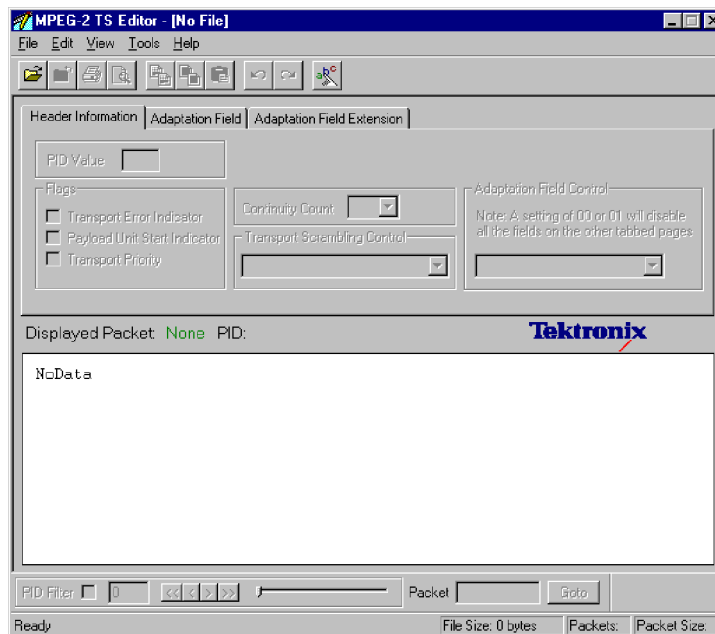 MPEG-2 TS Editor - [No File]
File Edit View Tools Help
Header Information Adaptation Field Adaptation Field Extension
PID Value
Flags
Transport Error Indicator
Payload Unit Start Indicator
Transport Priority
Continuity Count
Transport Scrambling Control
Adaptation Field Control
Note: A setting of 00 or 01 will disable
all the fields on the other tabbed pages
Displayed Packet None PID:
Tektronix
NoData
PID Filter 0 << < > >> Packet Goto
Ready File Size: 0 bytes Packets: Packet Size: